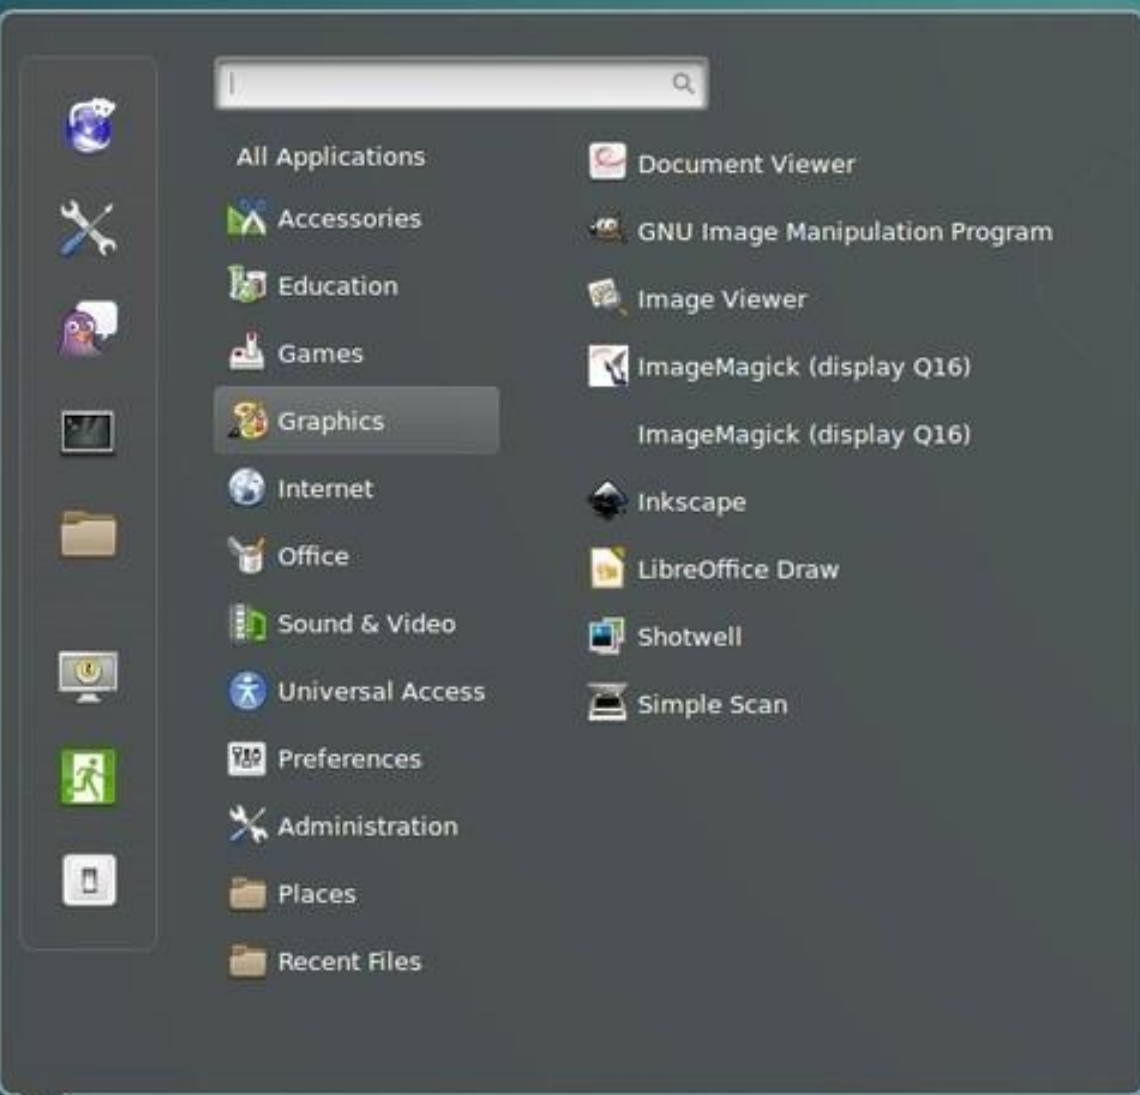 All Applications
Accessories
Education
Games
Graphics
Internet
Office
Sound & Video
Universal Access
Preferences
Administration
Places
Recent Files
Document Viewer
GNU Image Manipulation Program
Image Viewer
ImageMagick (display Q16)
ImageMagick (display Q16)
Inkscape
LibreOffice Draw
Shotwell
Simple Scan